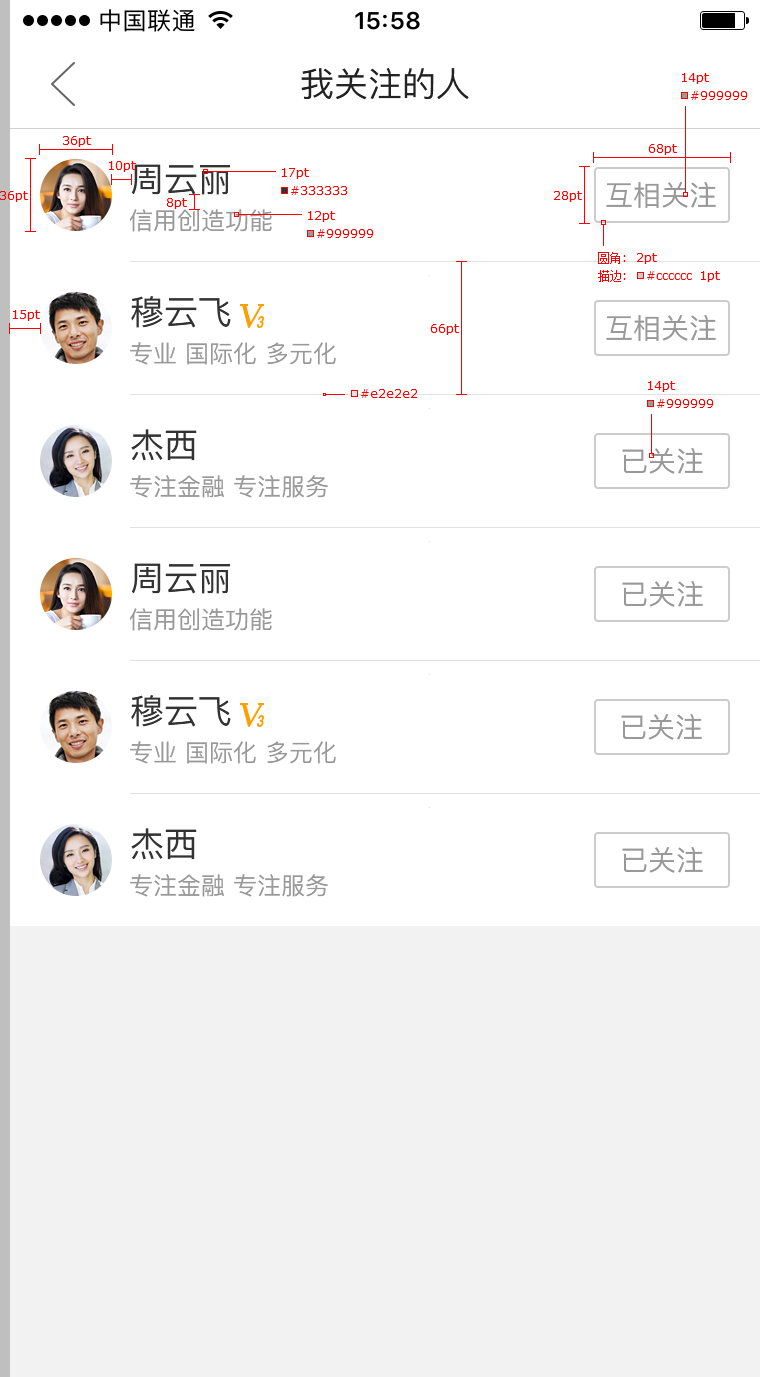 中国联通 15:58
我关注的人
14pt
#999999
36pt
68pt
10pt
36pt
周云丽
17pt
#333333
28pt
互相关注
8pt
信用创造功能
12pt
#999999
圆角: 2pt
描边: #cccccc 1pt
15pt
穆云飞 V3
66pt
互相关注
专业 国际化 多元化
14pt
#e2e2e2
#999999
杰西
已关注
专注金融 专注服务
周云丽
已关注
信用创造功能
穆云飞 V3
已关注
专业 国际化 多元化
杰西
已关注
专注金融 专注服务